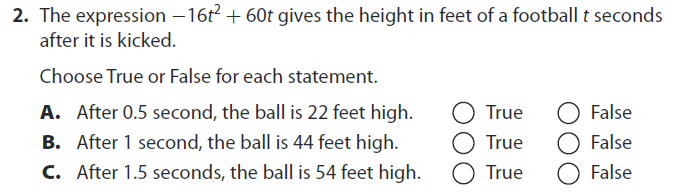 2. The expression −16t² + 60t gives the height in feet of a football t seconds
after it is kicked.
Choose True or False for each statement.
A. After 0.5 second, the ball is 22 feet high. True False
B. After 1 second, the ball is 44 feet high. True False
C. After 1.5 seconds, the ball is 54 feet high. True False